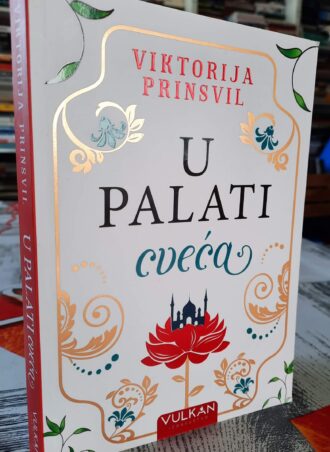 VIKTORIJA
PRINSVIL
U
PALATI
cveća
VULKAN
VIKTORIJA PRINSVIL
U PALATI cveća